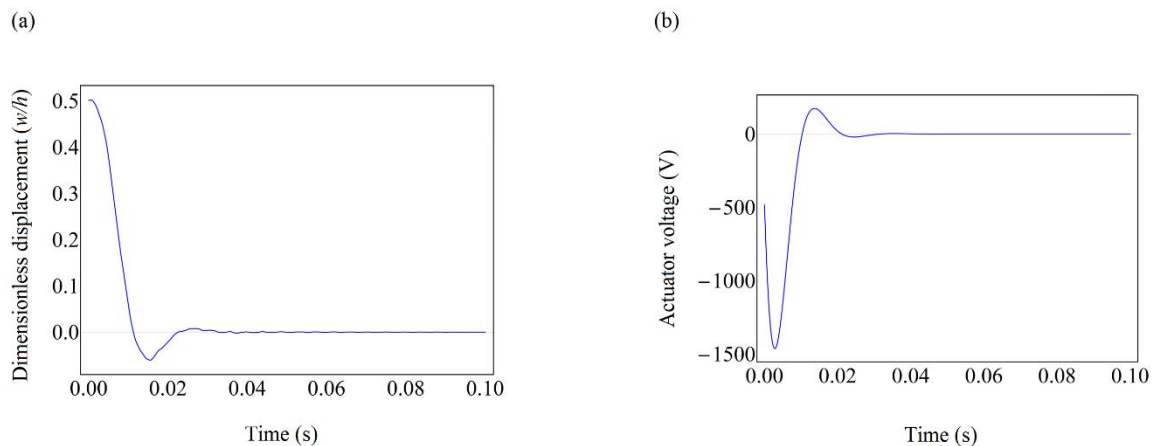 (a)
Dimensionless displacement (w/h)
0.5
0.4
0.3
0.2
0.1
0.0
0.00 0.02 0.04 0.06 0.08 0.10
Time (s)
(b)
Actuator voltage (V)
0
−500
−1000
−1500
0.00 0.02 0.04 0.06 0.08 0.10
Time (s)